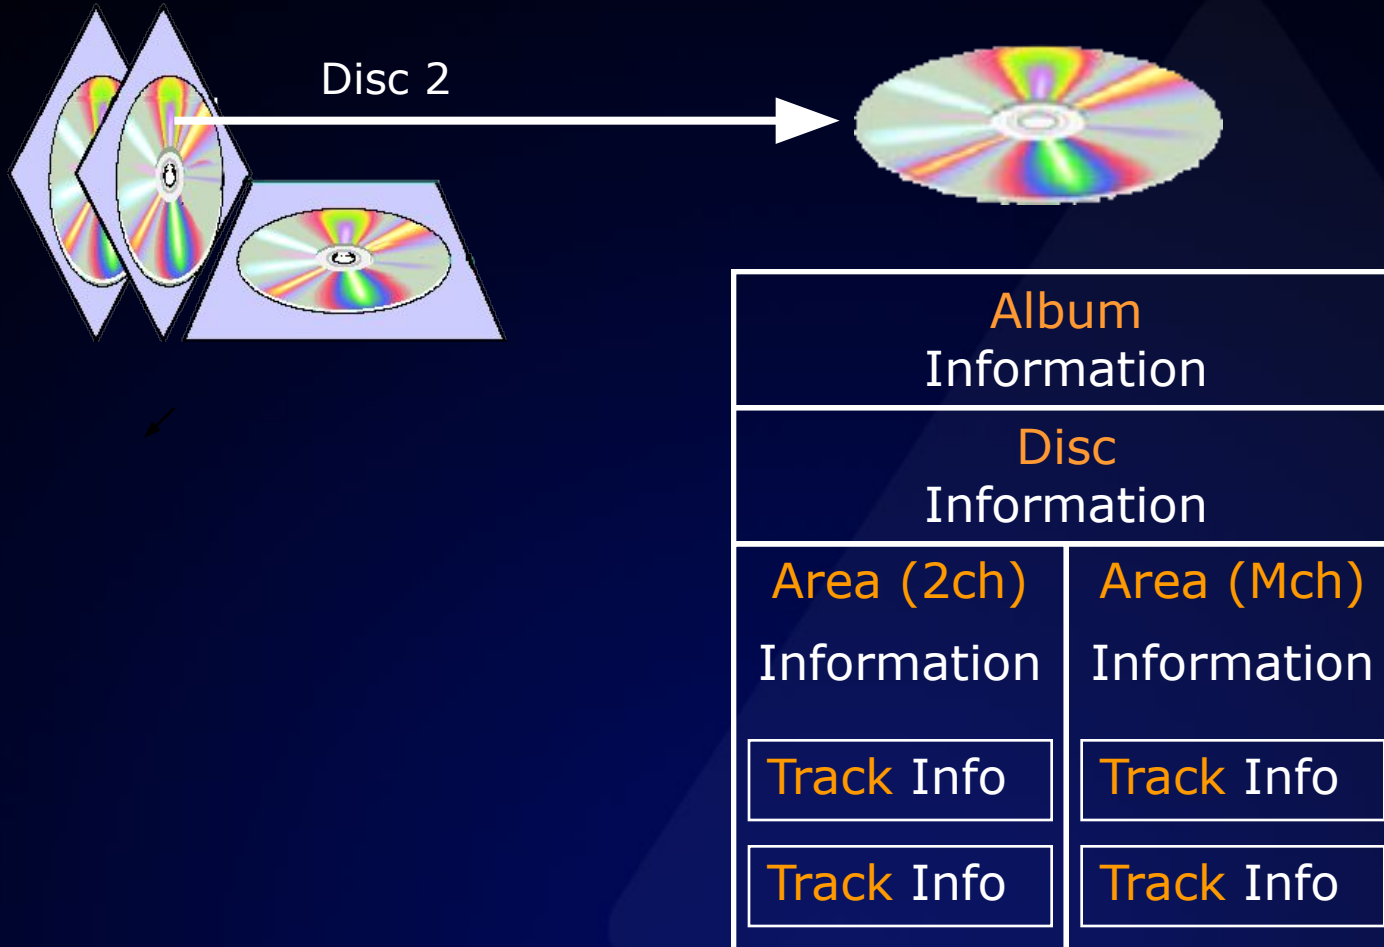 Disc 2
Album
Information
Disc
Information
Area (2ch)
Information
Track Info
Track Info
Area (Mch)
Information
Track Info
Track Info